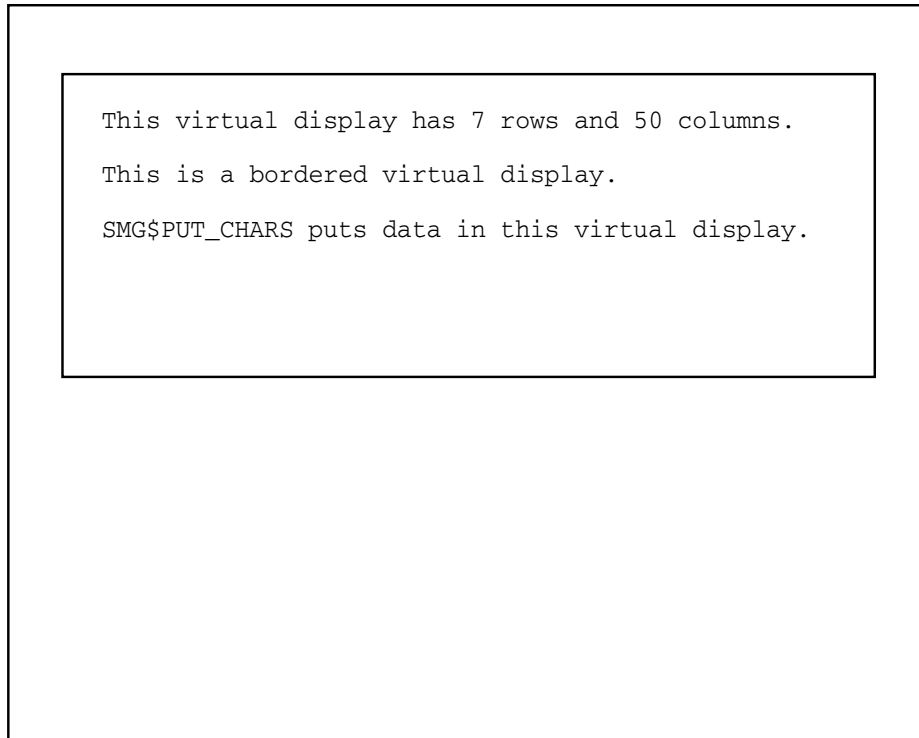 This virtual display has 7 rows and 50 columns.
This is a bordered virtual display.
SMG$PUT_CHARS puts data in this virtual display.